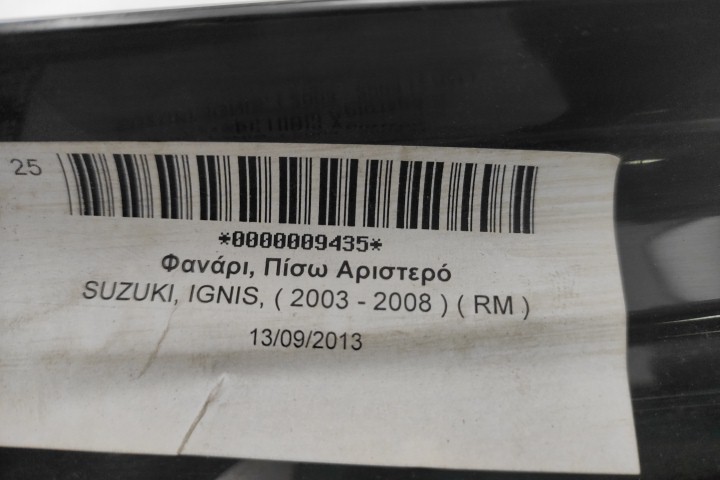 25
*0000009435*
Φανάρι, Πίσω Αριστερό
SUZUKI, IGNIS, ( 2003 - 2008 ) ( RM )
13/09/2013